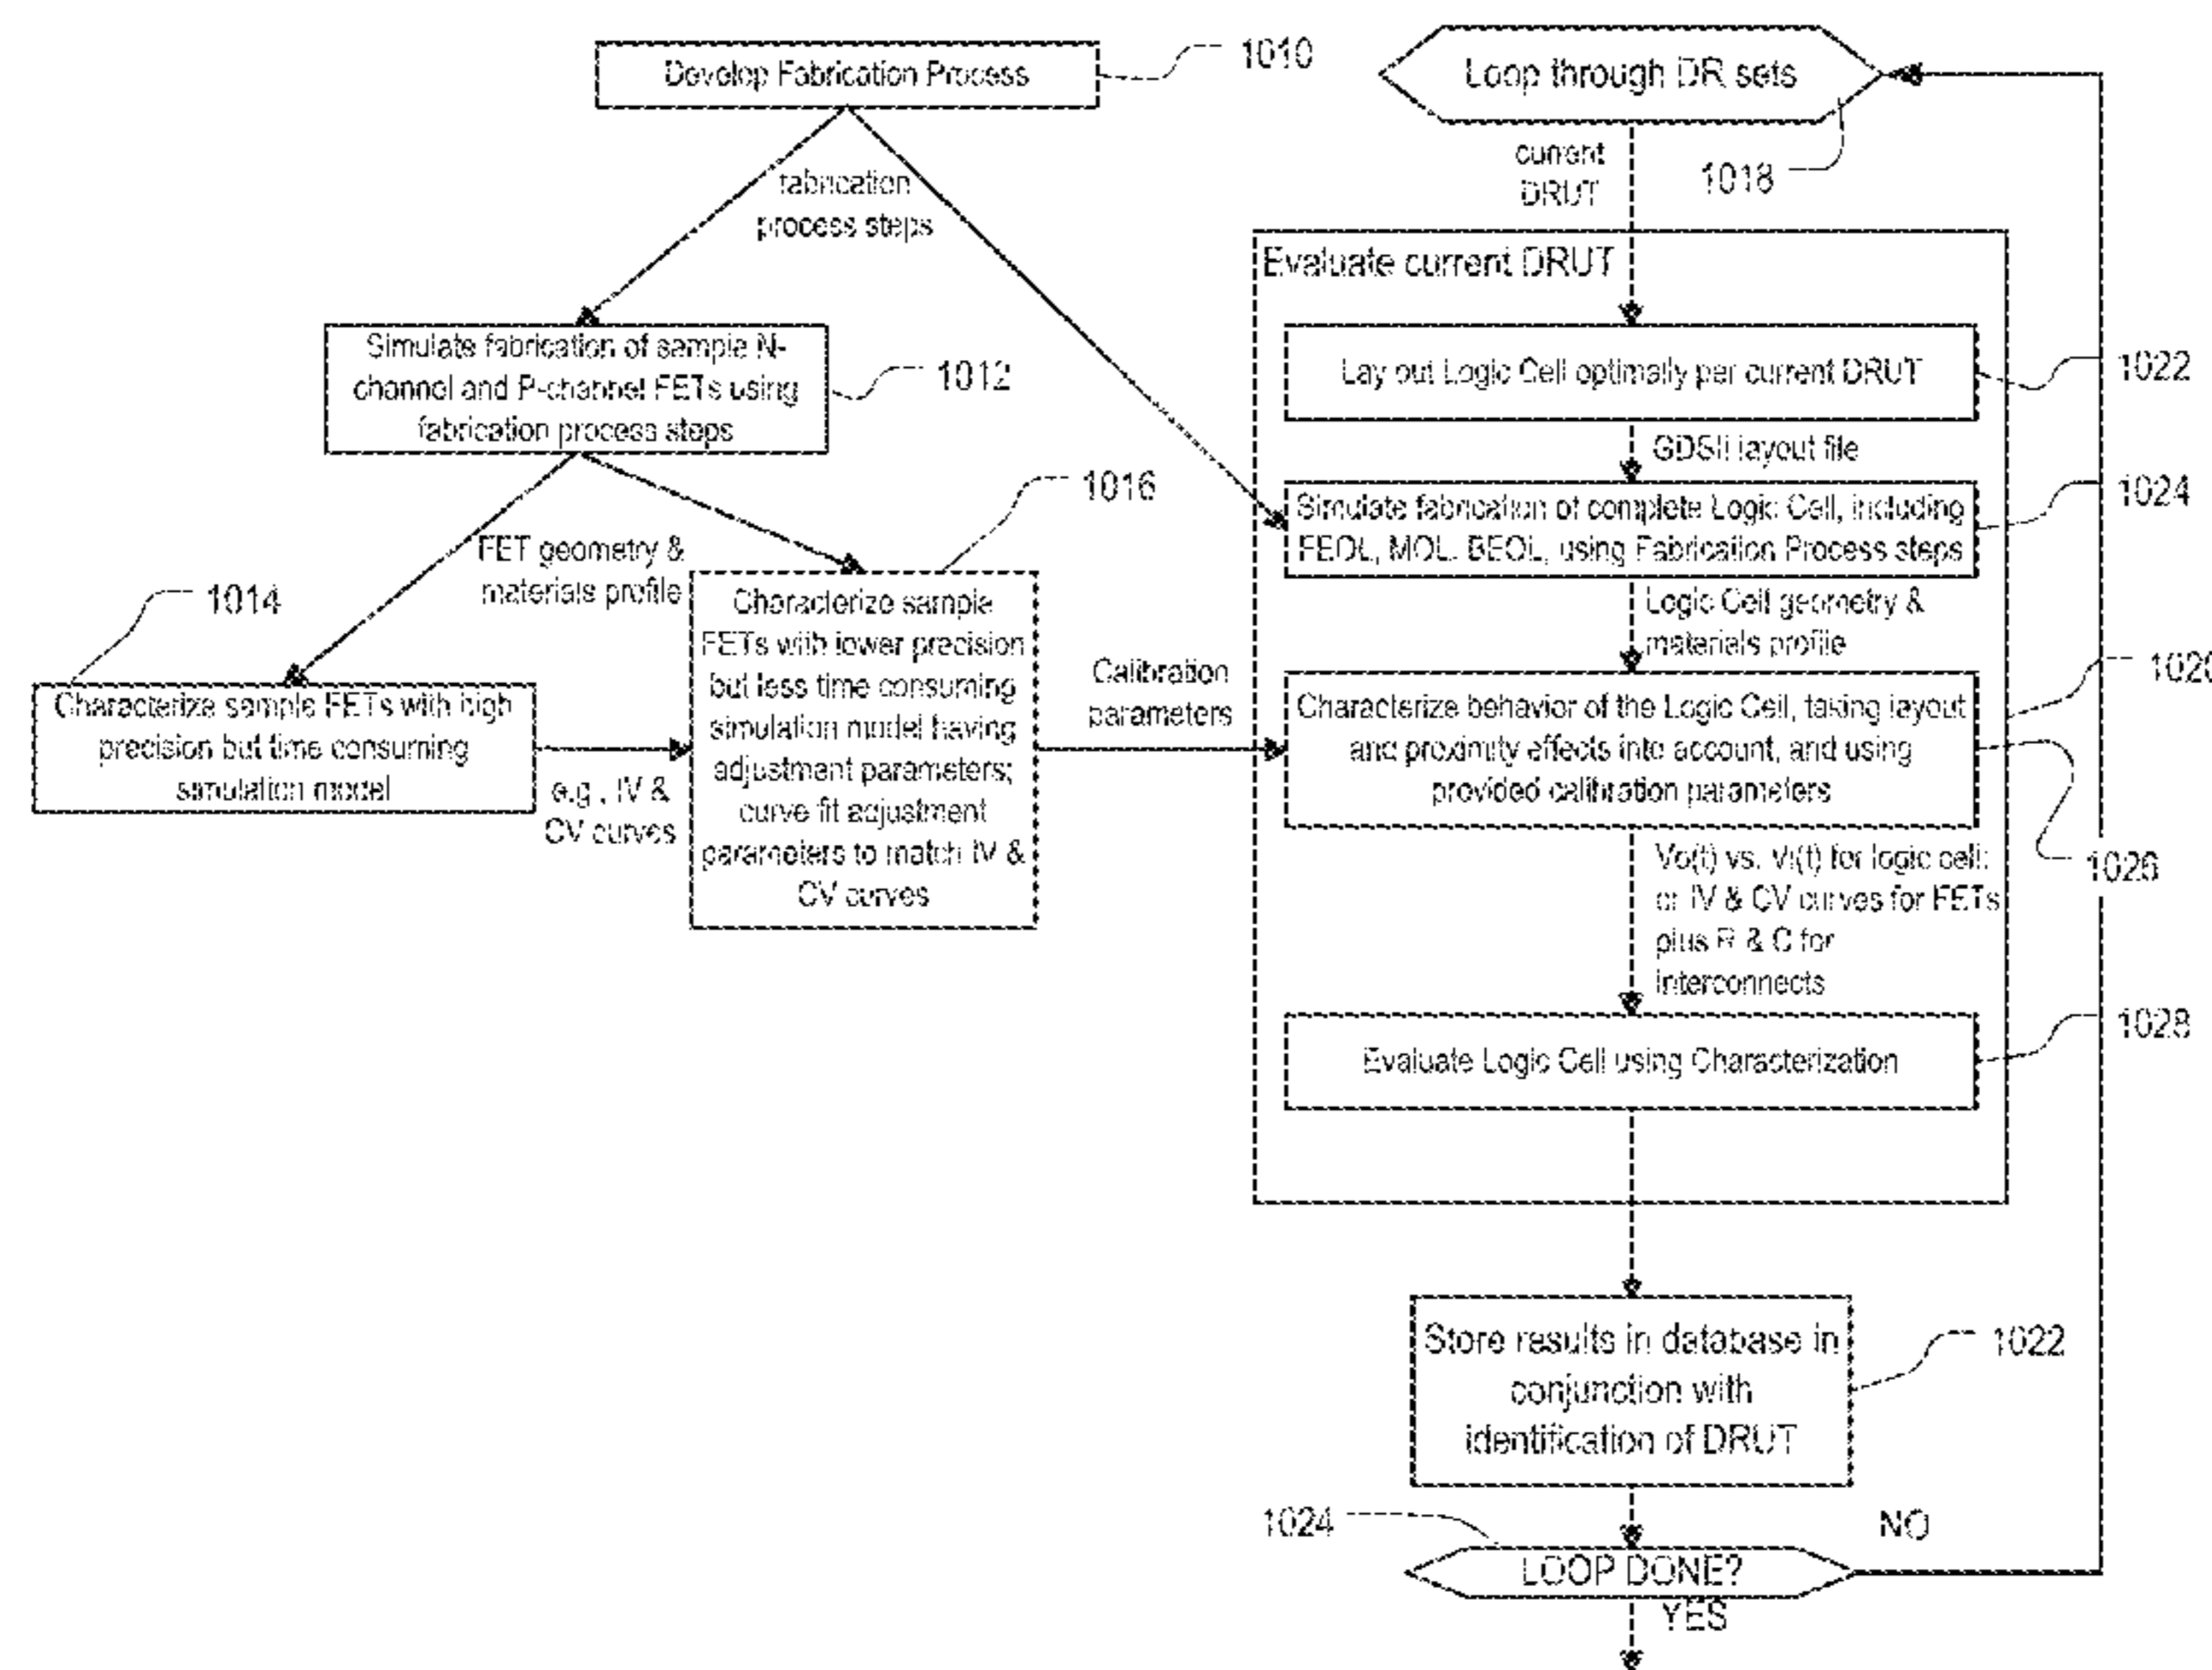 Develop Fabrication Process
1010
fabrication
process steps
Simulate fabrication of sample N-
channel and P-channel FETs using
fabrication process steps
1012
FET geometry &
materials profile
1014
Characterize sample FETs with high
precision but time consuming
simulation model
e.g., IV &
CV curves
1016
Characterize sample
FETs with lower precision
but less time consuming
simulation model having
adjustment parameters;
curve fit adjustment
parameters to match IV &
CV curves
Calibration
parameters
Loop through DR sets
1018
current
DRUT
Evaluate current DRUT
Lay out Logic Cell optimally per current DRUT
1022
GDSII layout file
Simulate fabrication of complete Logic Cell, including
FEOL, MOL, BEOL, using Fabrication Process steps
1024
Logic Cell geometry &
materials profile
1020
Characterize behavior of the Logic Cell, taking layout
and proximity effects into account, and using
provided calibration parameters
1026
Vo(t) vs. Vi(t) for logic cell;
or IV & CV curves for FETs
plus R & C for
interconnects
Evaluate Logic Cell using Characterization
1028
Store results in database in
conjunction with
identification of DRUT
1022
1024
LOOP DONE?
NO
YES